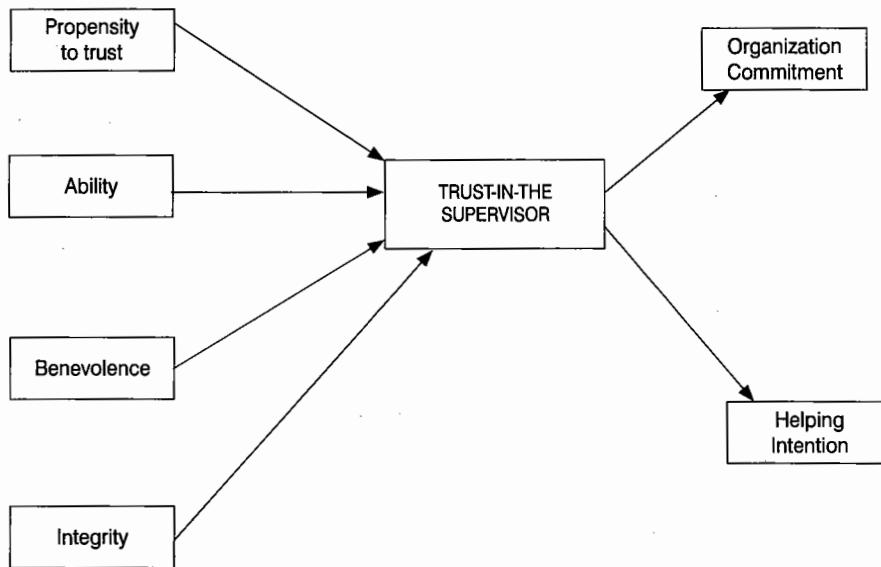 Propensity
to trust
Organization
Commitment
Ability
TRUST-IN-THE
SUPERVISOR
Benevolence
Helping
Intention
Integrity